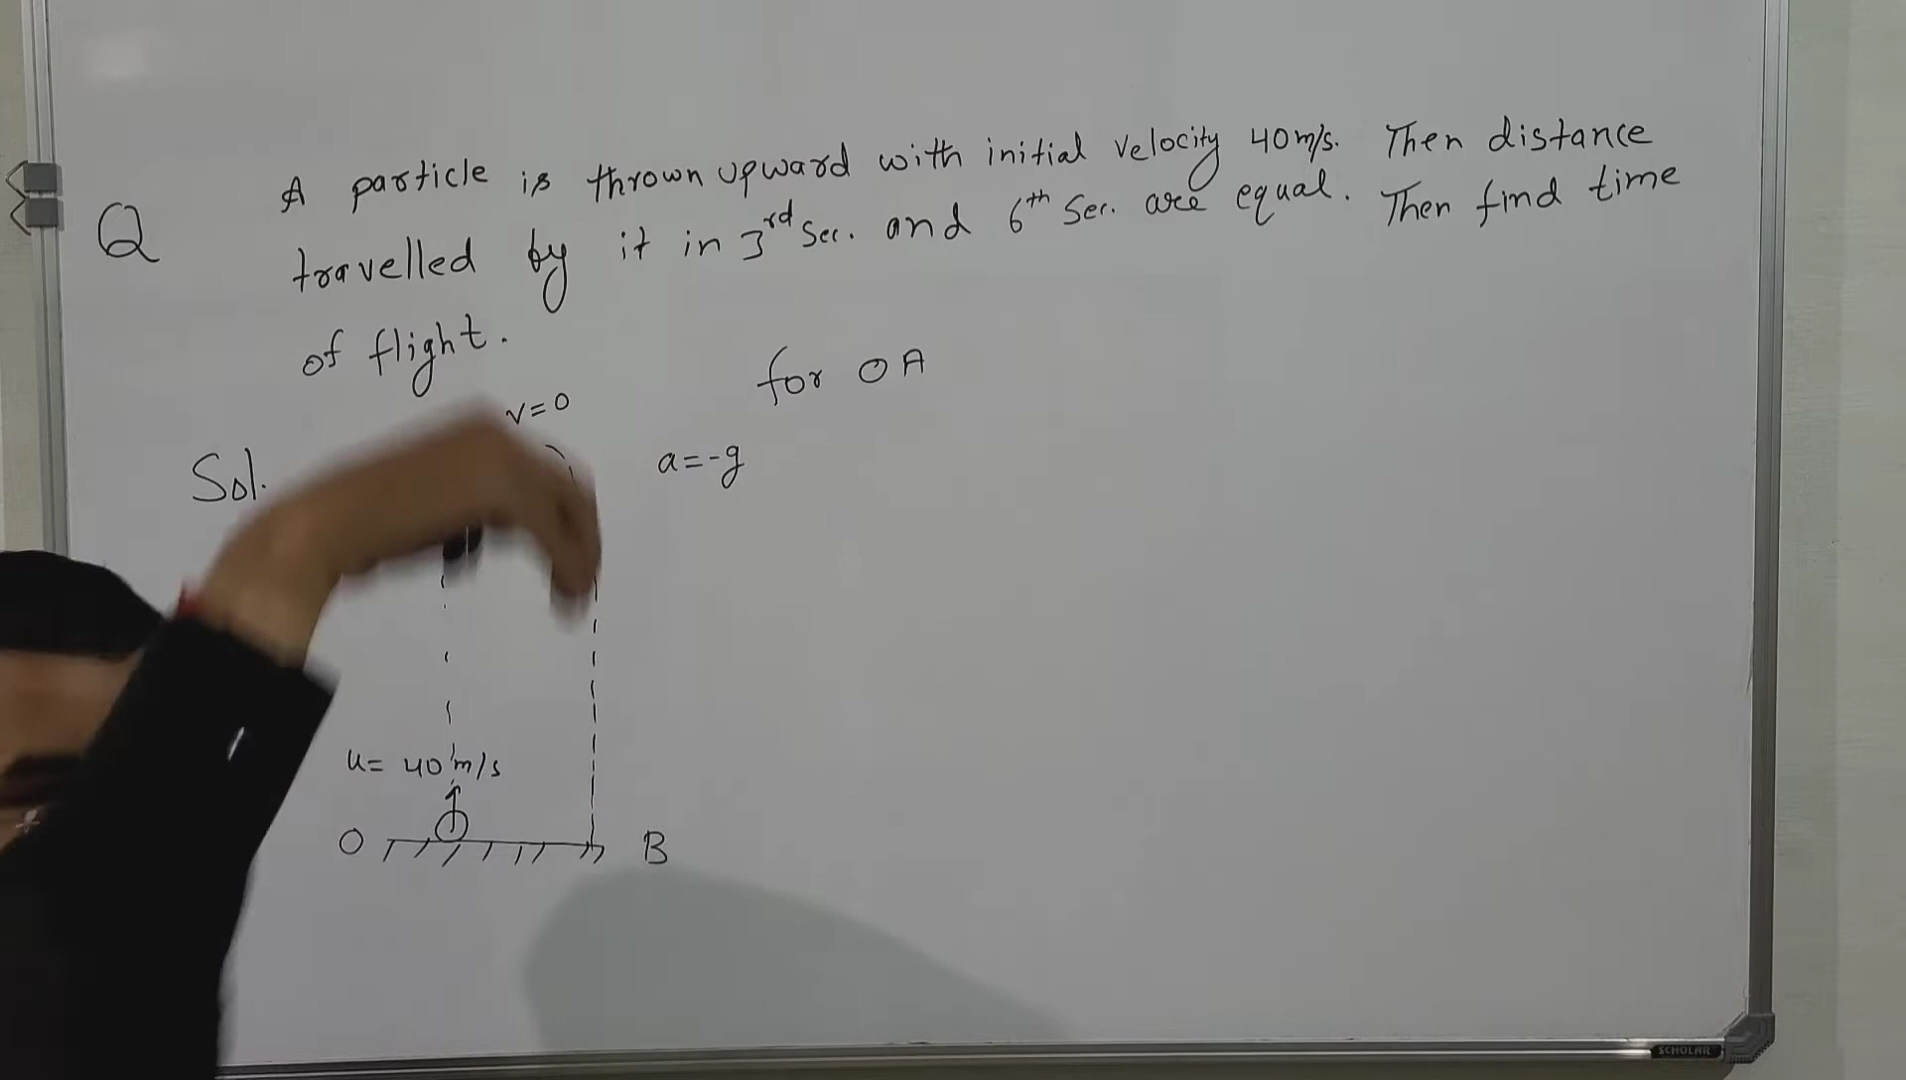 Q A particle is thrown upward with initial velocity 40m/s. Then distance
travelled by it in 3rd Sec. and 6th Sec. are equal. Then find time
of flight.
for OA
v=0
Sol.
a=-g
u= 40 m/s
O B
SCHOLAR